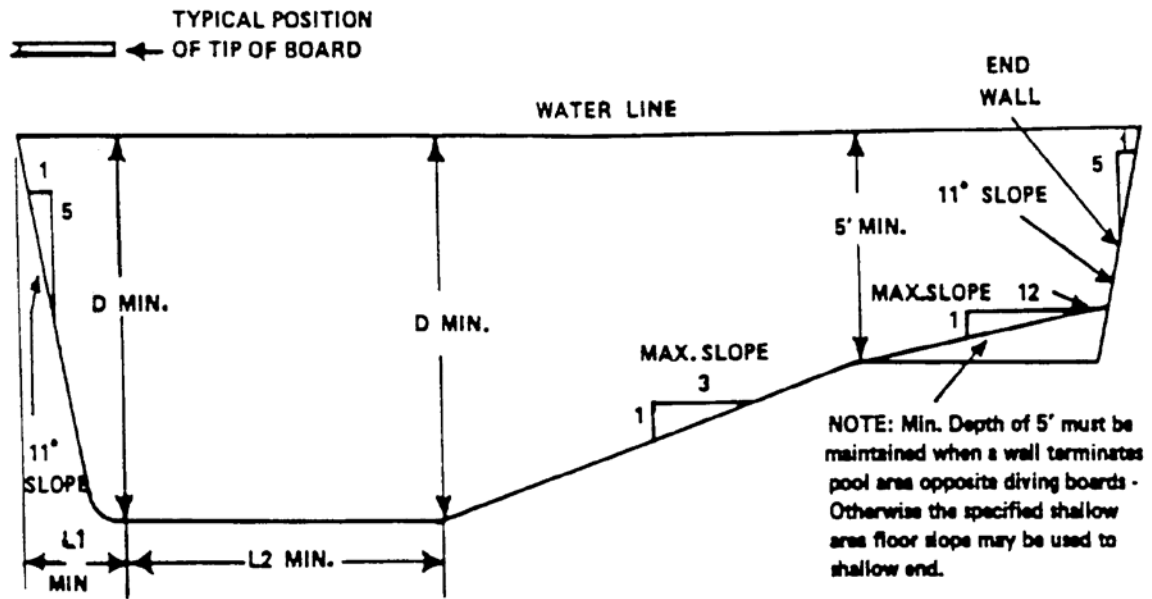 TYPICAL POSITION
OF TIP OF BOARD
END
WALL
WATER LINE
1
5
1
5
11° SLOPE
5' MIN.
D MIN.
D MIN.
MAX.SLOPE 12
1
MAX. SLOPE
3
1
11°
SLOPE
L1
MIN
L2 MIN.
NOTE: Min. Depth of 5' must be
maintained when a wall terminates
pool area opposite diving boards -
Otherwise the specified shallow
area floor slope may be used to
shallow end.